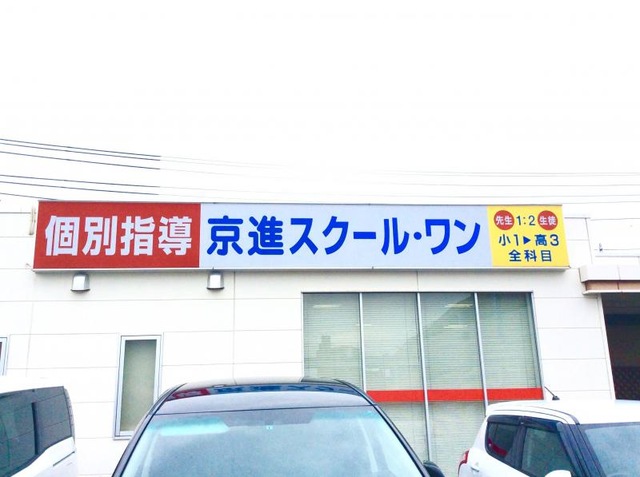 個別指導
京進スクール・ワン
先生 1:2 生徒
小1▶高3
全科目